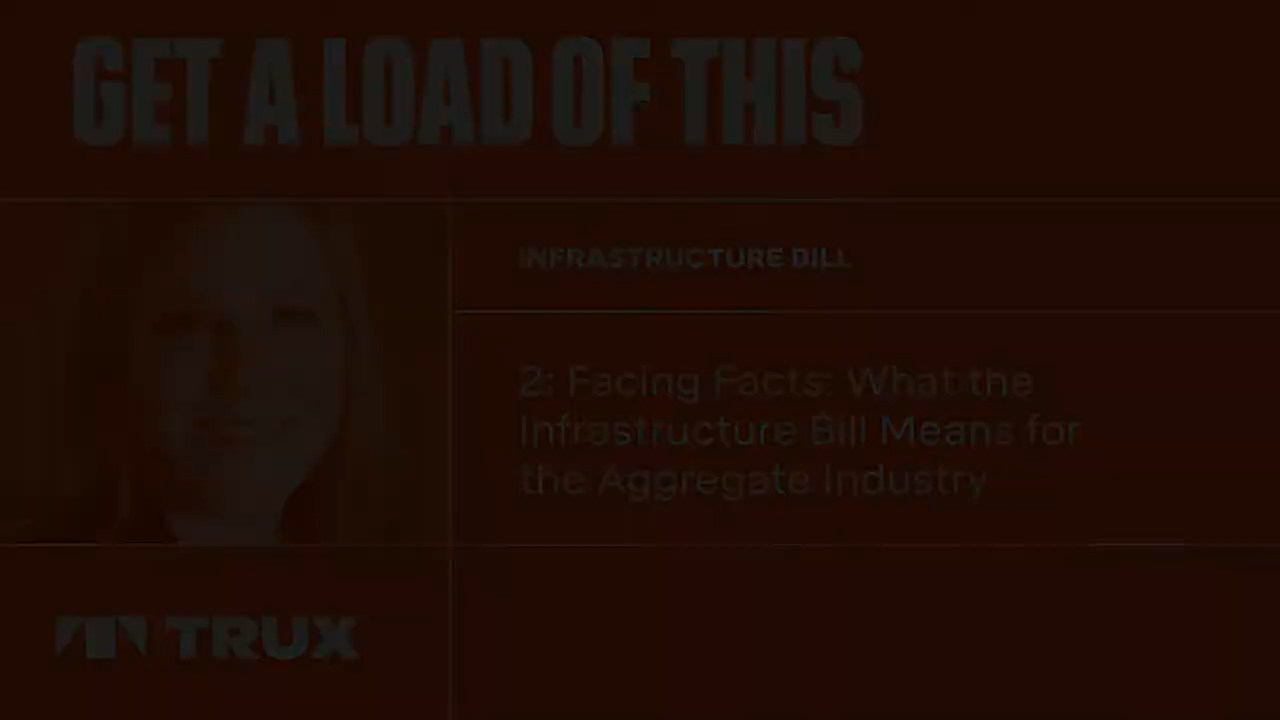 GET A LOAD OF THIS
INFRASTRUCTURE BILL
2: Facing Facts: What the
Infrastructure Bill Means for
the Aggregate Industry
TRUX